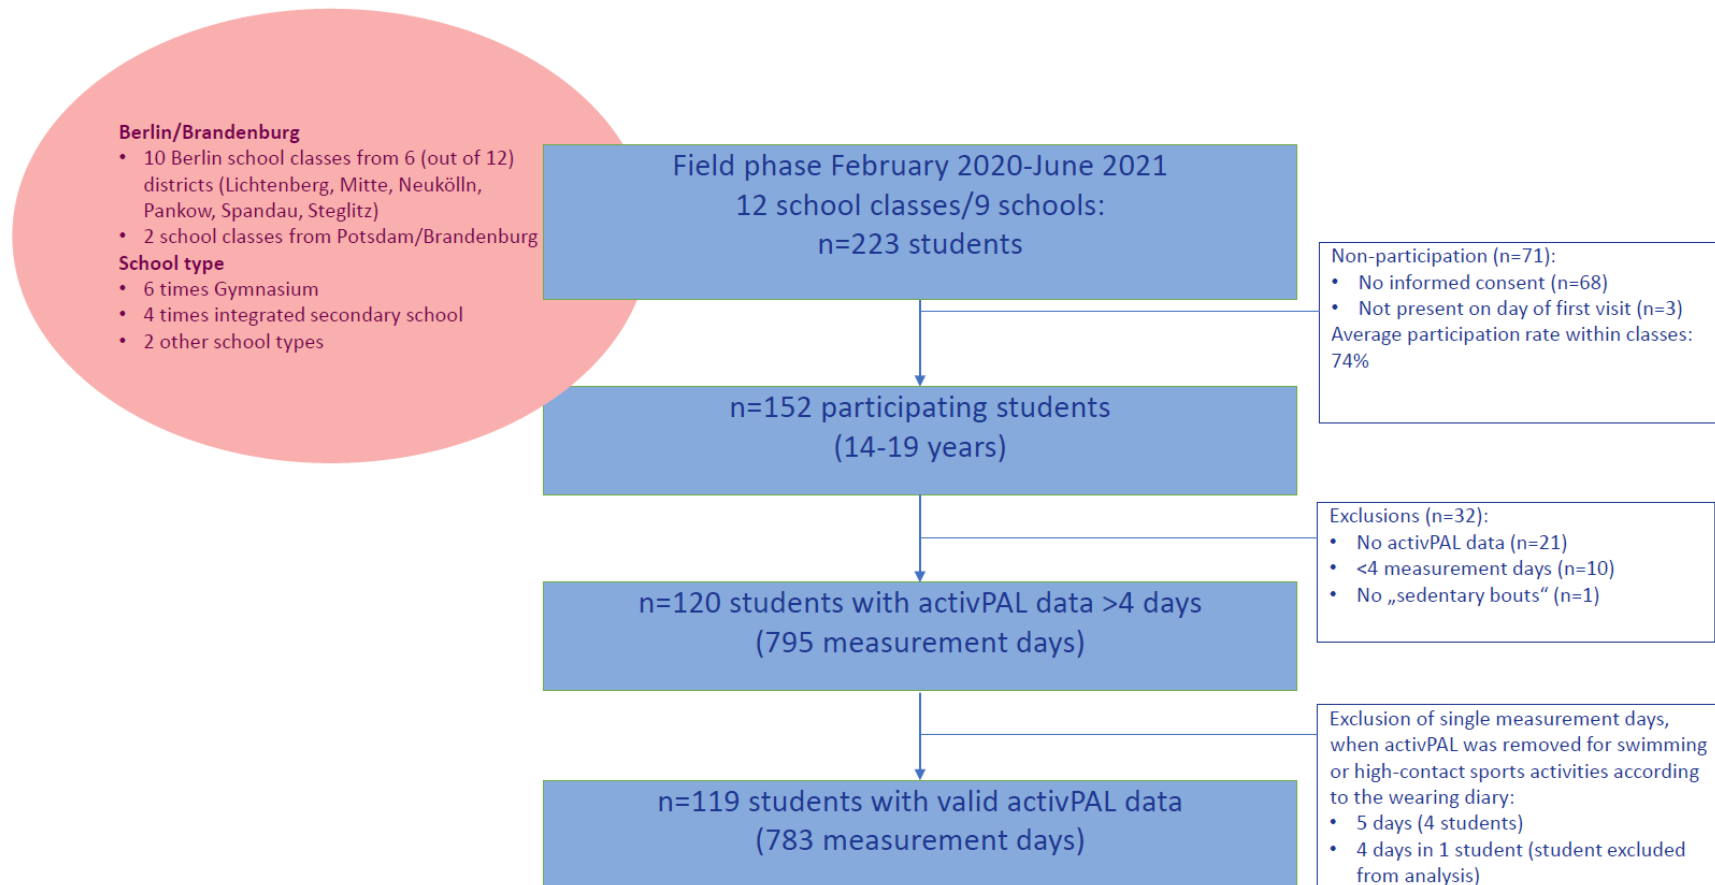 Berlin/Brandenburg
• 10 Berlin school classes from 6 (out of 12)
districts (Lichtenberg, Mitte, Neukölln,
Pankow, Spandau, Steglitz)
• 2 school classes from Potsdam/Brandenburg
School type
• 6 times Gymnasium
• 4 times integrated secondary school
• 2 other school types
Field phase February 2020-June 2021
12 school classes/9 schools:
n=223 students
Non-participation (n=71):
• No informed consent (n=68)
• Not present on day of first visit (n=3)
Average participation rate within classes:
74%
n=152 participating students
(14-19 years)
Exclusions (n=32):
• No activPAL data (n=21)
• <4 measurement days (n=10)
• No „sedentary bouts“ (n=1)
n=120 students with activPAL data >4 days
(795 measurement days)
Exclusion of single measurement days,
when activPAL was removed for swimming
or high-contact sports activities according
to the wearing diary:
• 5 days (4 students)
• 4 days in 1 student (student excluded
from analysis)
n=119 students with valid activPAL data
(783 measurement days)